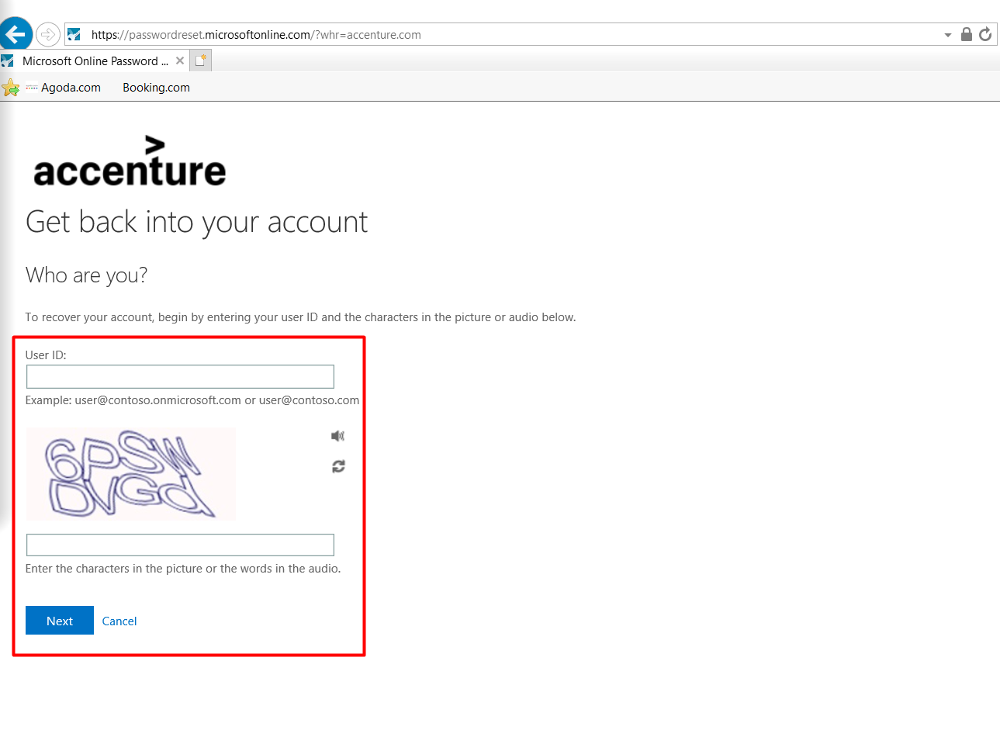 https://passwordreset.microsoftonline.com/?whr=accenture.com
Microsoft Online Password ...
Agoda.com Booking.com
accenture
Get back into your account
Who are you?
To recover your account, begin by entering your user ID and the characters in the picture or audio below.
User ID:
Example: user@contoso.onmicrosoft.com or user@contoso.com
Enter the characters in the picture or the words in the audio.
Next Cancel